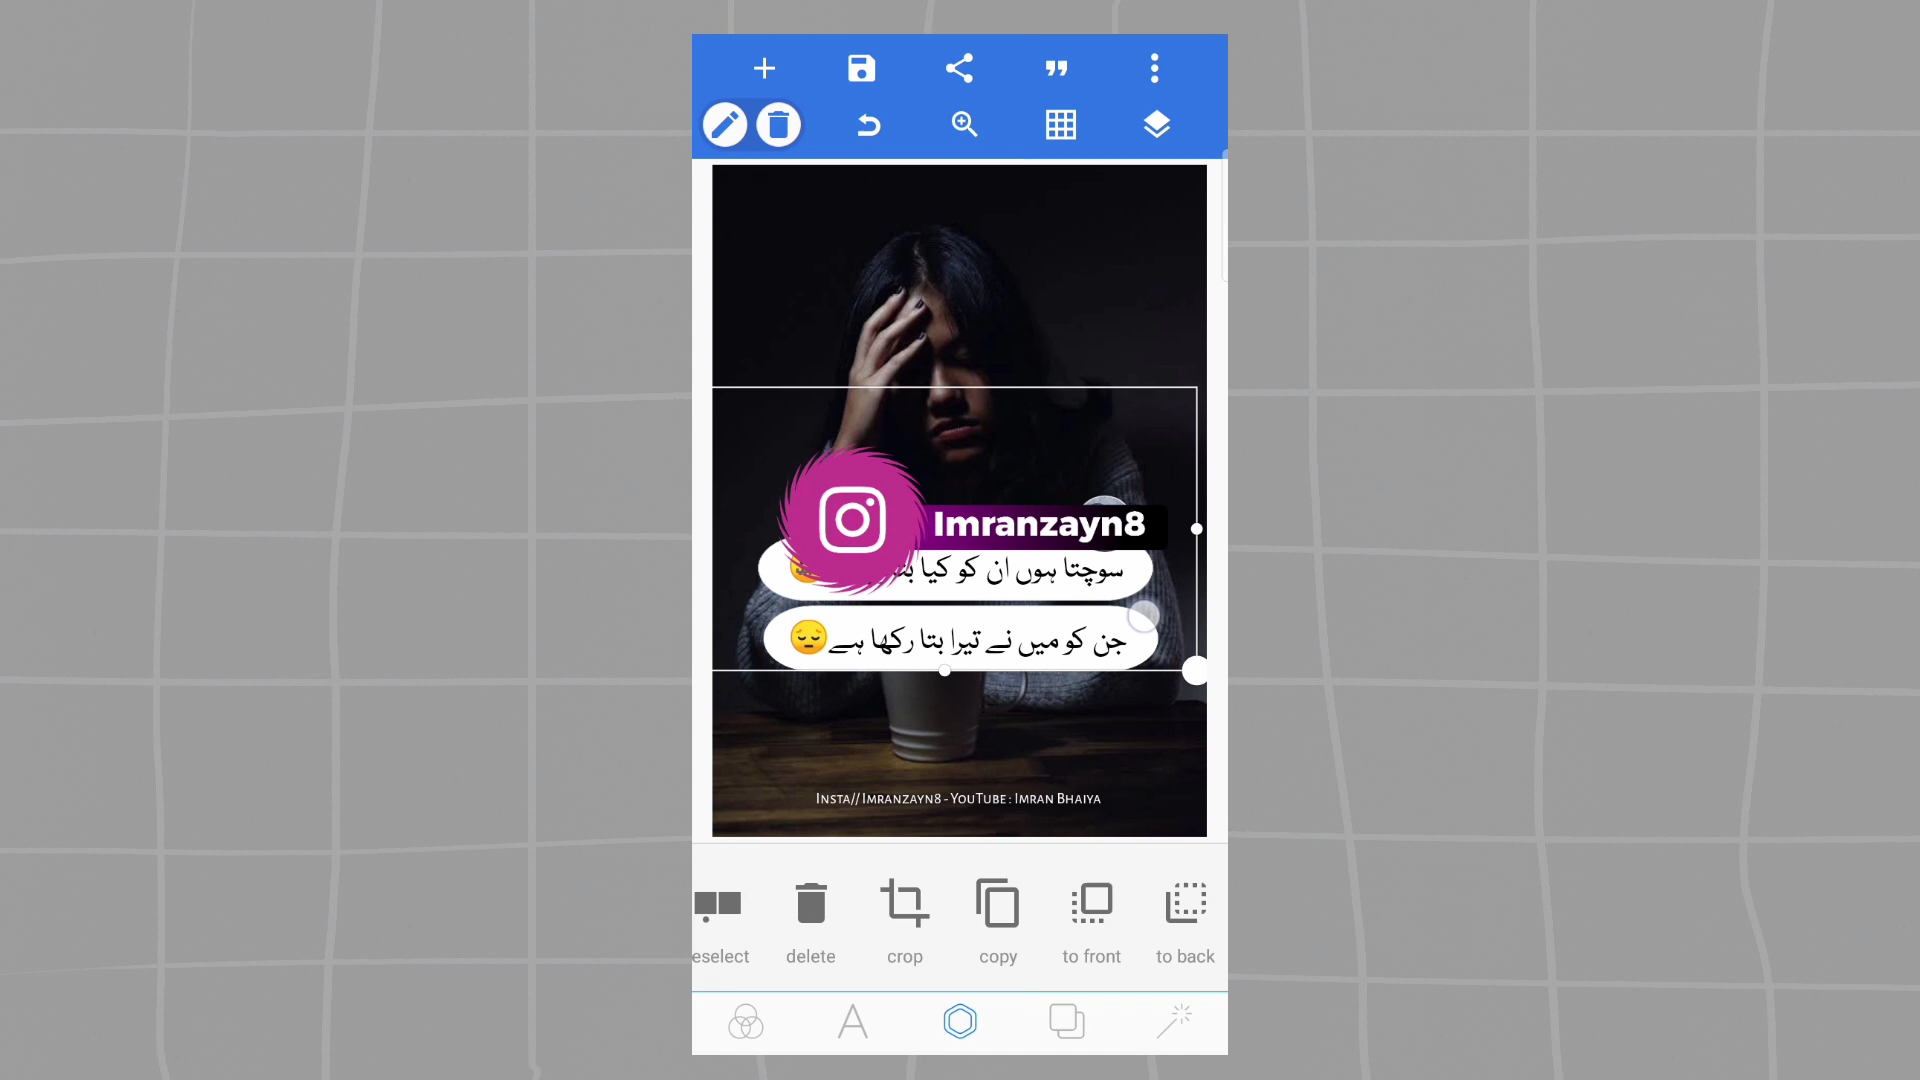 Imranzayn8
سوچتا ہوں ان کو کیا
جن کو میں نے تیرا بتا رکھا ہے😔
Insta// Imranzayn8 - YouTube : Imran Bhaiya
eselect
delete
crop
copy
to front
to back